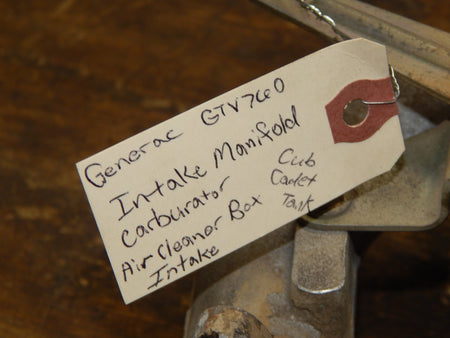 Generac GTV760
Intake Manifold
Carburator
Air Cleaner Box
Intake
Cub
Cadet
Tank